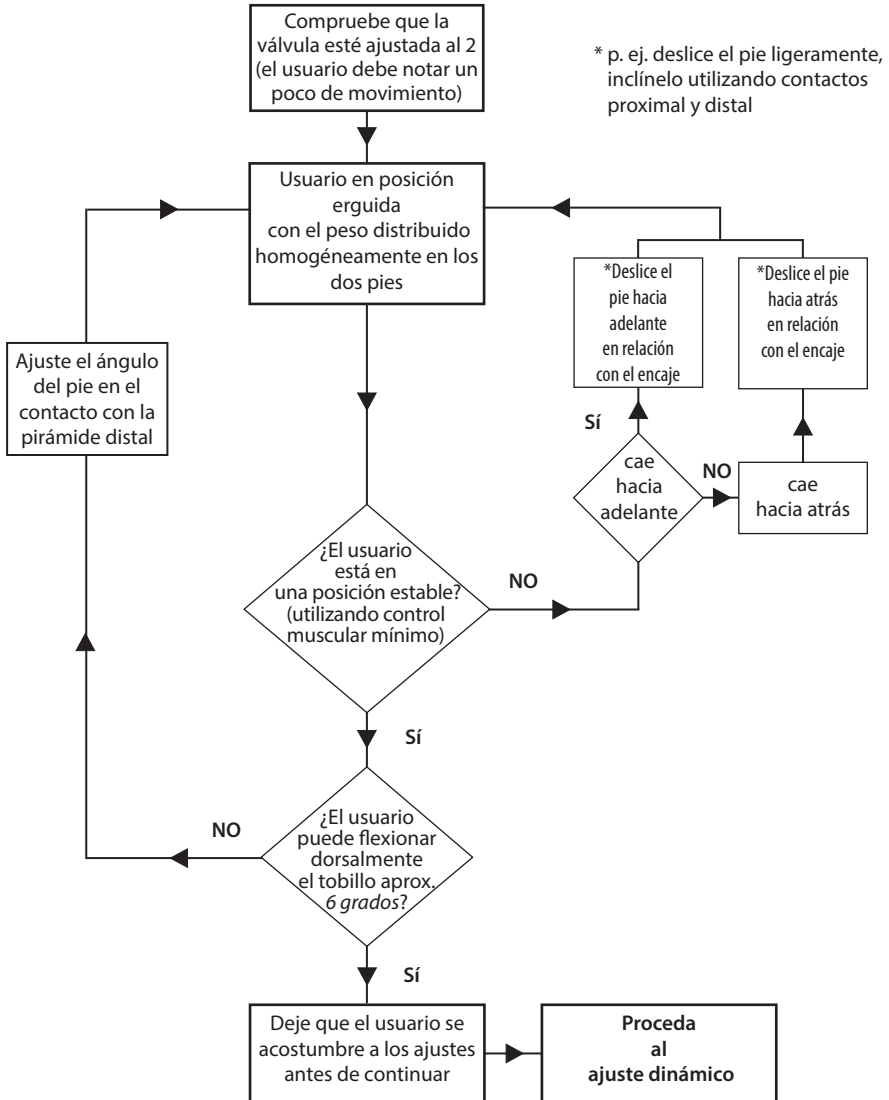 Compruebe que la
válvula esté ajustada al 2
(el usuario debe notar un
poco de movimiento)
* p. ej. deslice el pie ligeramente,
inclínelo utilizando contactos
proximal y distal
Usuario en posición
erguida
con el peso distribuido
homogéneamente en los
dos pies
*Deslice el
pie hacia
adelante
en relación
con el encaje
*Deslice el pie
hacia atrás
en relación
con el encaje
Ajuste el ángulo
del pie en el
contacto con la
pirámide distal
Sí
cae
hacia
adelante
NO
cae
hacia atrás
¿El usuario
está en
una posición estable?
(utilizando control
muscular mínimo)
NO
Sí
¿El usuario
puede flexionar
dorsalmente
el tobillo aprox.
6 grados?
NO
Sí
Deje que el usuario se
acostumbre a los ajustes
antes de continuar
Proceda
al
ajuste dinámico